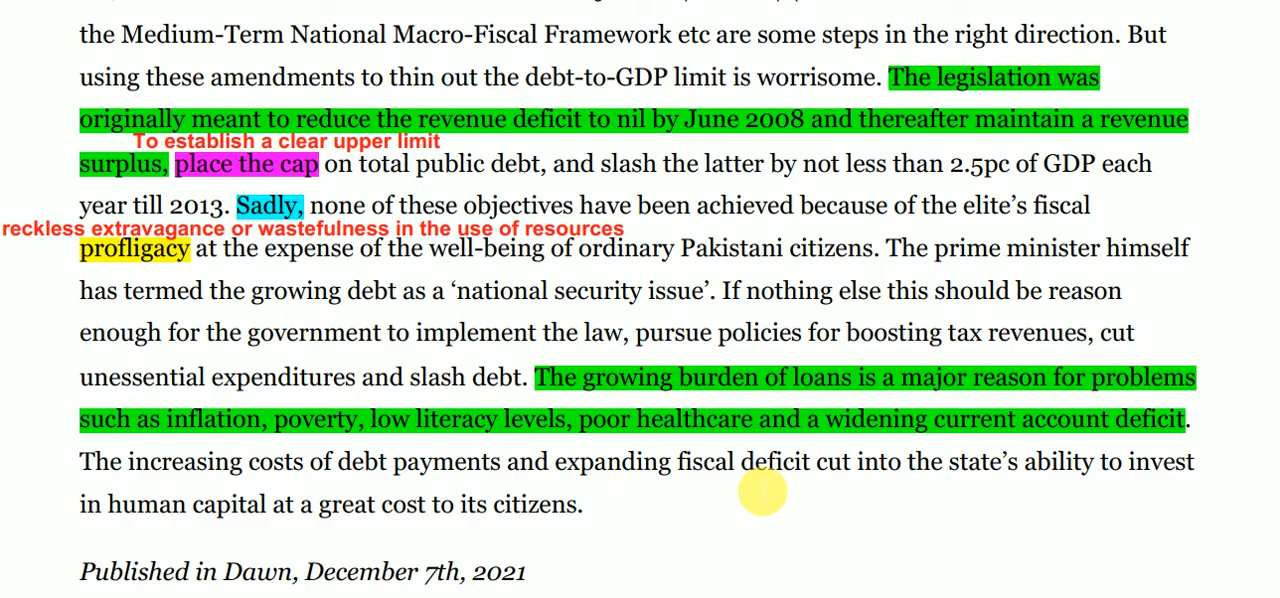 the Medium-Term National Macro-Fiscal Framework etc are some steps in the right direction. But
using these amendments to thin out the debt-to-GDP limit is worrisome. The legislation was
originally meant to reduce the revenue deficit to nil by June 2008 and thereafter maintain a revenue
To establish a clear upper limit
surplus, place the cap on total public debt, and slash the latter by not less than 2.5pc of GDP each
year till 2013. Sadly, none of these objectives have been achieved because of the elite’s fiscal
reckless extravagance or wastefulness in the use of resources
profligacy at the expense of the well-being of ordinary Pakistani citizens. The prime minister himself
has termed the growing debt as a ‘national security issue’. If nothing else this should be reason
enough for the government to implement the law, pursue policies for boosting tax revenues, cut
unessential expenditures and slash debt. The growing burden of loans is a major reason for problems
such as inflation, poverty, low literacy levels, poor healthcare and a widening current account deficit.
The increasing costs of debt payments and expanding fiscal deficit cut into the state’s ability to invest
in human capital at a great cost to its citizens.
Published in Dawn, December 7th, 2021